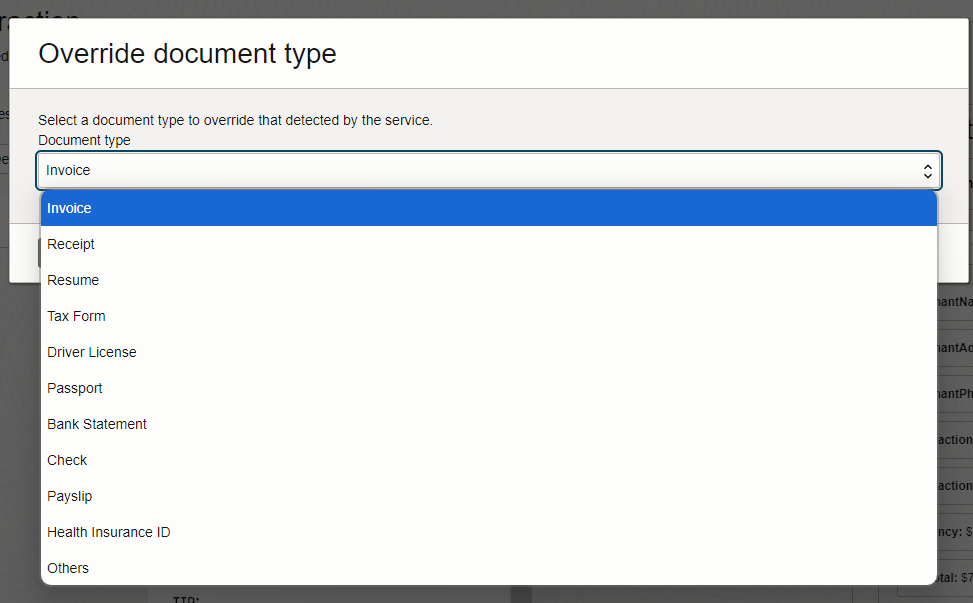 Override document type
Select a document type to override that detected by the service.
Document type
Invoice
Invoice
Receipt
Resume
Tax Form
Driver License
Passport
Bank Statement
Check
Payslip
Health Insurance ID
Others